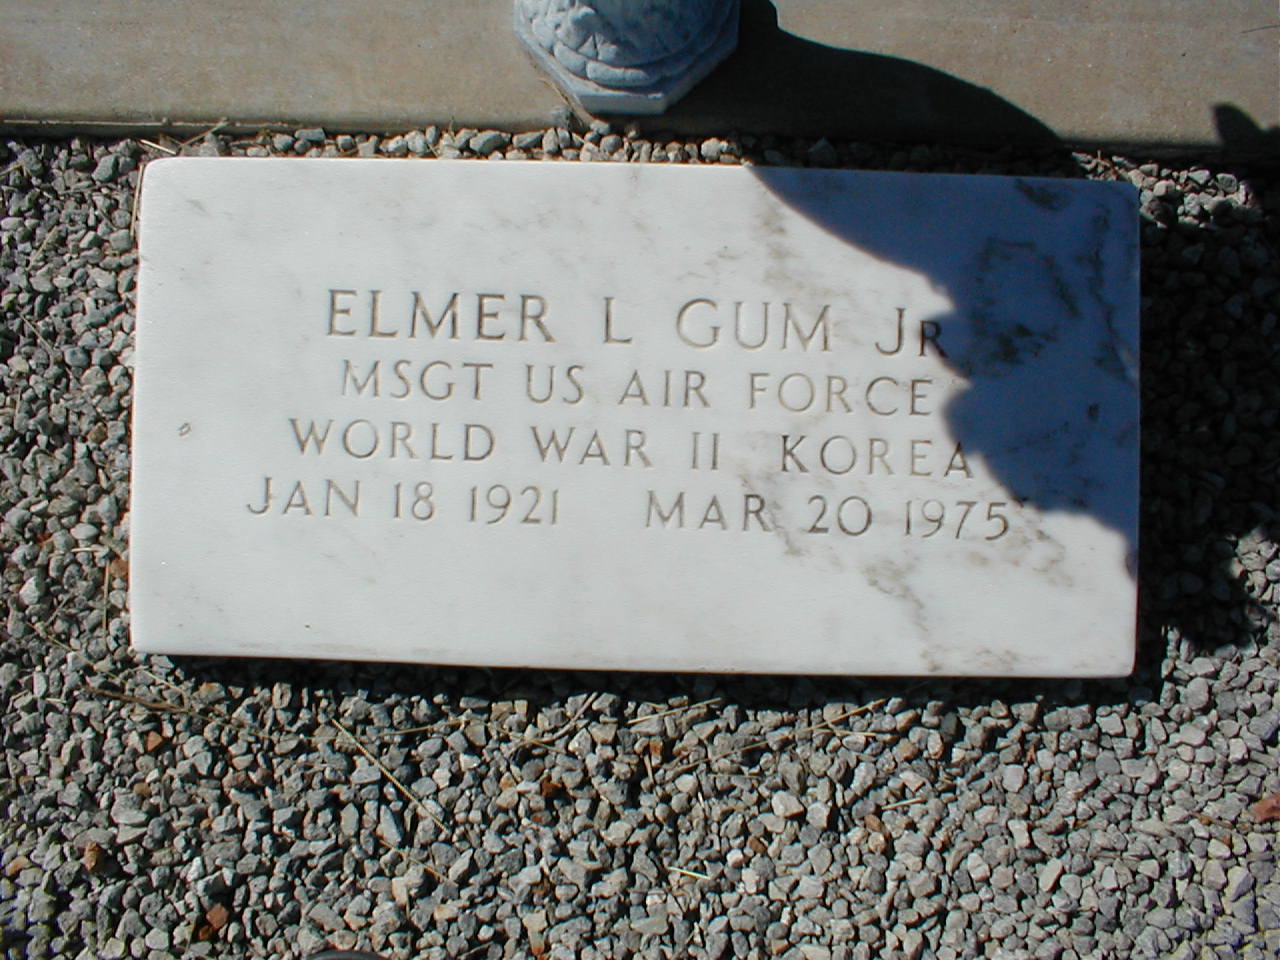 ELMER L GUM JR
MSGT US AIR FORCE
WORLD WAR II KOREA
JAN 18 1921 MAR 20 1975